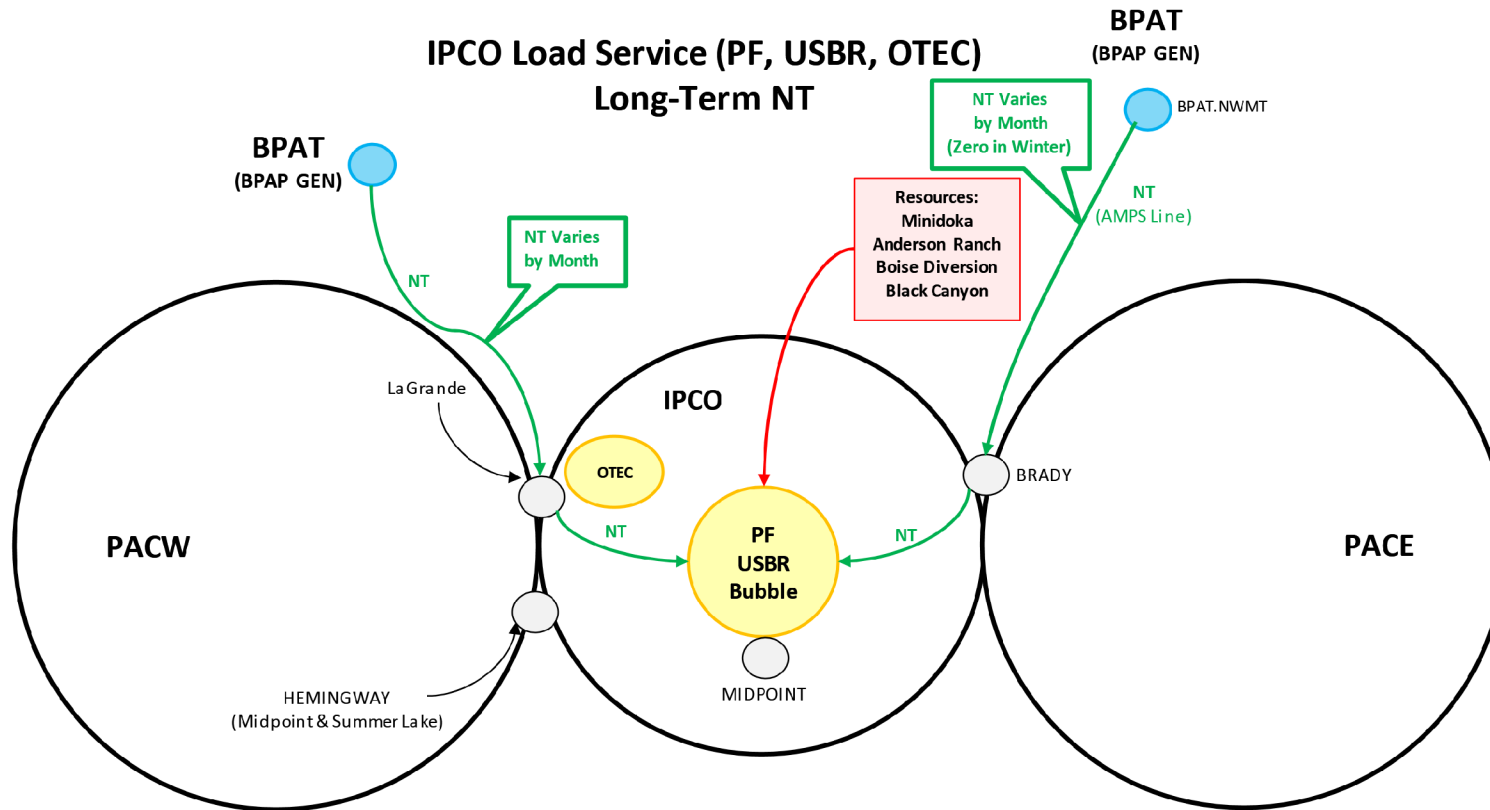 IPCO Load Service (PF, USBR, OTEC)
Long-Term NT
BPAT
(BPAP GEN)
BPAT
(BPAP GEN)
BPAT.NWMT
NT Varies
by Month
(Zero in Winter)
NT
(AMPS Line)
Resources:
Minidoka
Anderson Ranch
Boise Diversion
Black Canyon
NT Varies
by Month
NT
LaGrande
IPCO
OTEC
BRADY
NT
NT
PACW
PF
USBR
Bubble
PACE
MIDPOINT
HEMINGWAY
(Midpoint & Summer Lake)